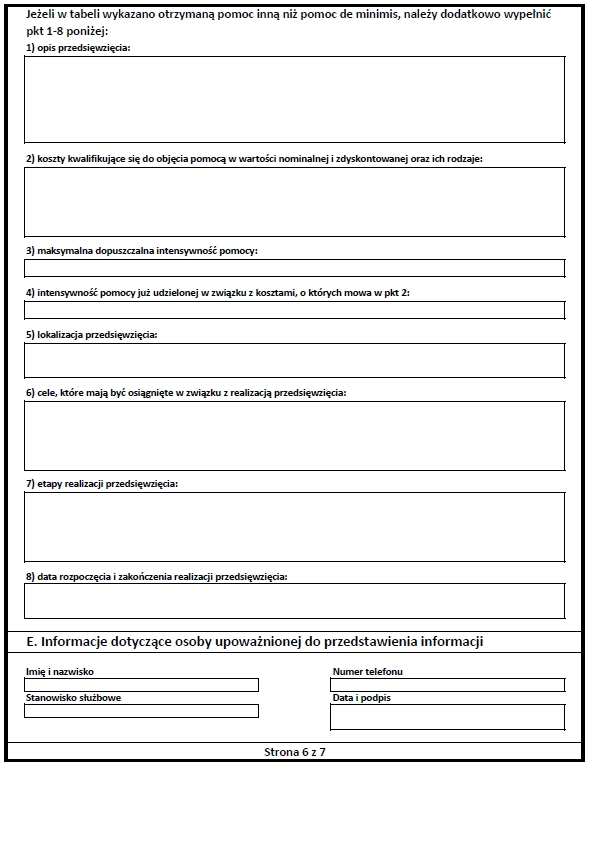 Jeżeli w tabeli wykazano otrzymaną pomoc inną niż pomoc de minimis, należy dodatkowo wypełnić
pkt 1-8 poniżej:
1) opis przedsięwzięcia:
2) koszty kwalifikujące się do objęcia pomocą w wartości nominalnej i zdyskontowanej oraz ich rodzaje:
3) maksymalna dopuszczalna intensywność pomocy:
4) intensywność pomocy już udzielonej w związku z kosztami, o których mowa w pkt 2:
5) lokalizacja przedsięwzięcia:
6) cele, które mają być osiągnięte w związku z realizacją przedsięwzięcia:
7) etapy realizacji przedsięwzięcia:
8) data rozpoczęcia i zakończenia realizacji przedsięwzięcia:
E. Informacje dotyczące osoby upoważnionej do przedstawienia informacji
Imię i nazwisko
Numer telefonu
Stanowisko służbowe
Data i podpis
Strona 6 z 7